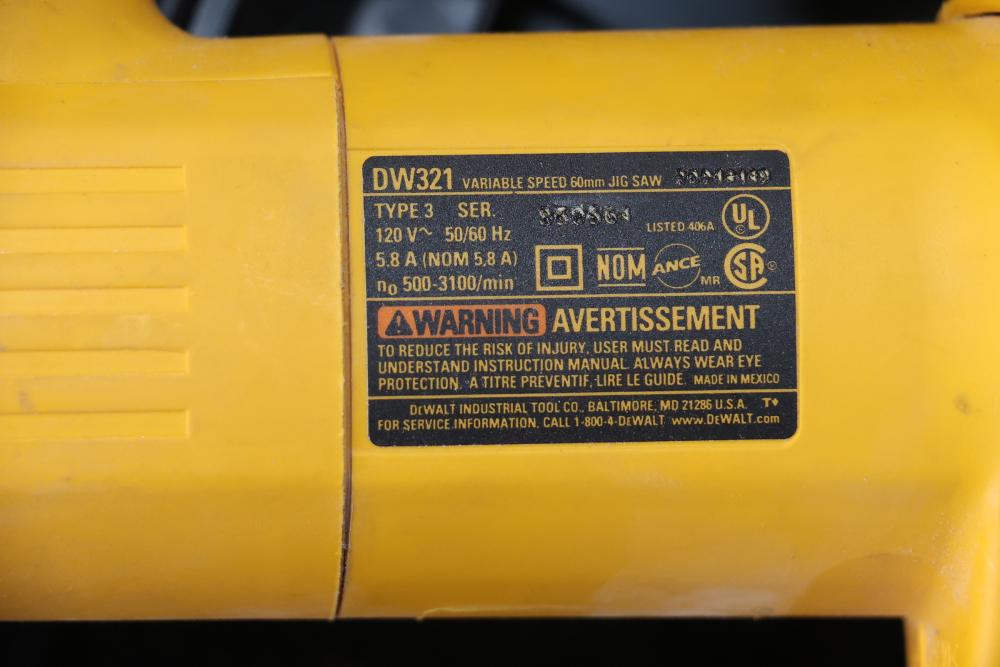 DW321 VARIABLE SPEED 60mm JIG SAW
TYPE 3 SER.
LISTED 406A UL
120 V~ 50/60 Hz
5.8 A (NOM 5.8 A)
NOM ANCE MR SA
n₀ 500-3100/min
WARNING AVERTISSEMENT
TO REDUCE THE RISK OF INJURY, USER MUST READ AND
UNDERSTAND INSTRUCTION MANUAL. ALWAYS WEAR EYE
PROTECTION. A TITRE PRÉVENTIF, LIRE LE GUIDE. MADE IN MEXICO
DEWALT INDUSTRIAL TOOL CO., BALTIMORE, MD 21286 U.S.A. T+
FOR SERVICE INFORMATION, CALL 1-800-4-DEWALT www.DEWALT.com